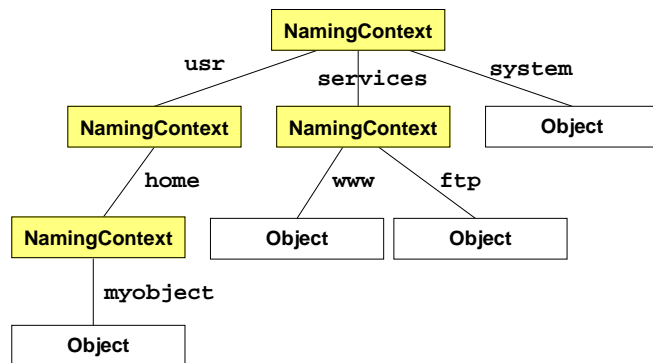 NamingContext
usr
services
system
NamingContext
NamingContext
Object
home
www
ftp
NamingContext
Object
Object
myobject
Object